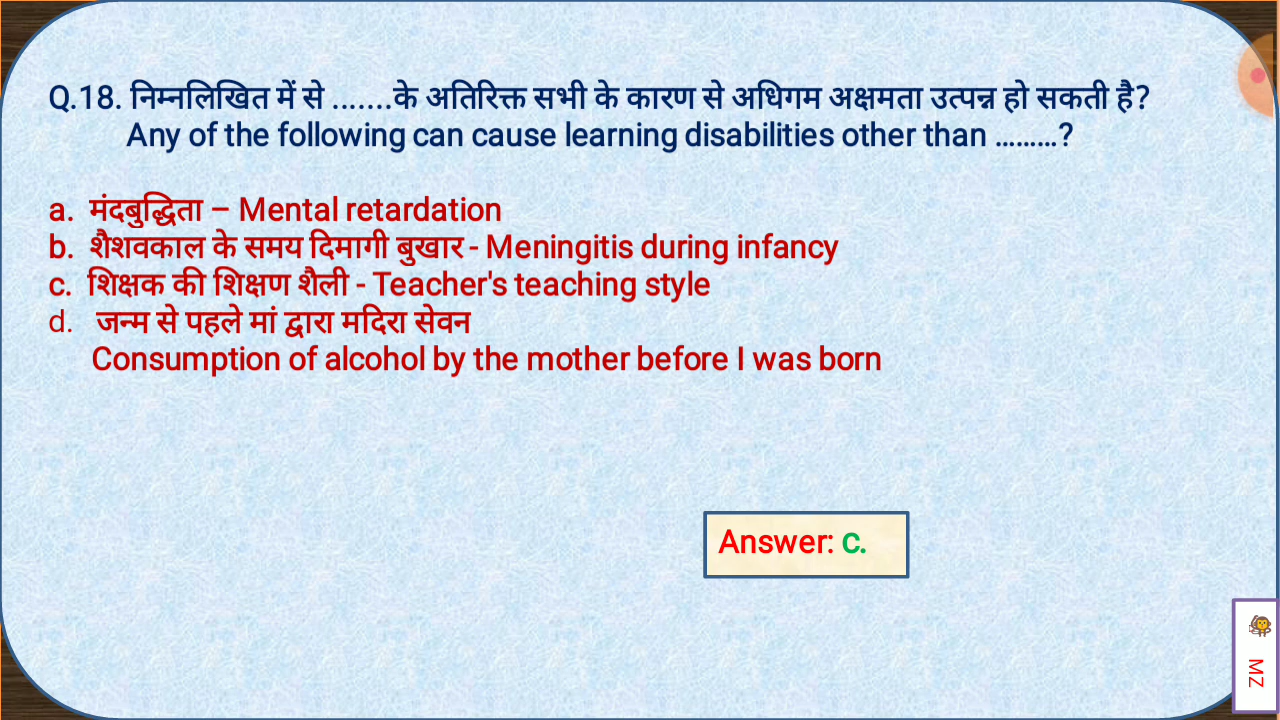 Q.18. निम्नलिखित में से .......के अतिरिक्त सभी के कारण से अधिगम अक्षमता उत्पन्न हो सकती है?
Any of the following can cause learning disabilities other than .........?
a. मंदबुद्धिता – Mental retardation
b. शैशवकाल के समय दिमागी बुखार - Meningitis during infancy
c. शिक्षक की शिक्षण शैली - Teacher's teaching style
d. जन्म से पहले मां द्वारा मदिरा सेवन
Consumption of alcohol by the mother before I was born
Answer: c.
MZ